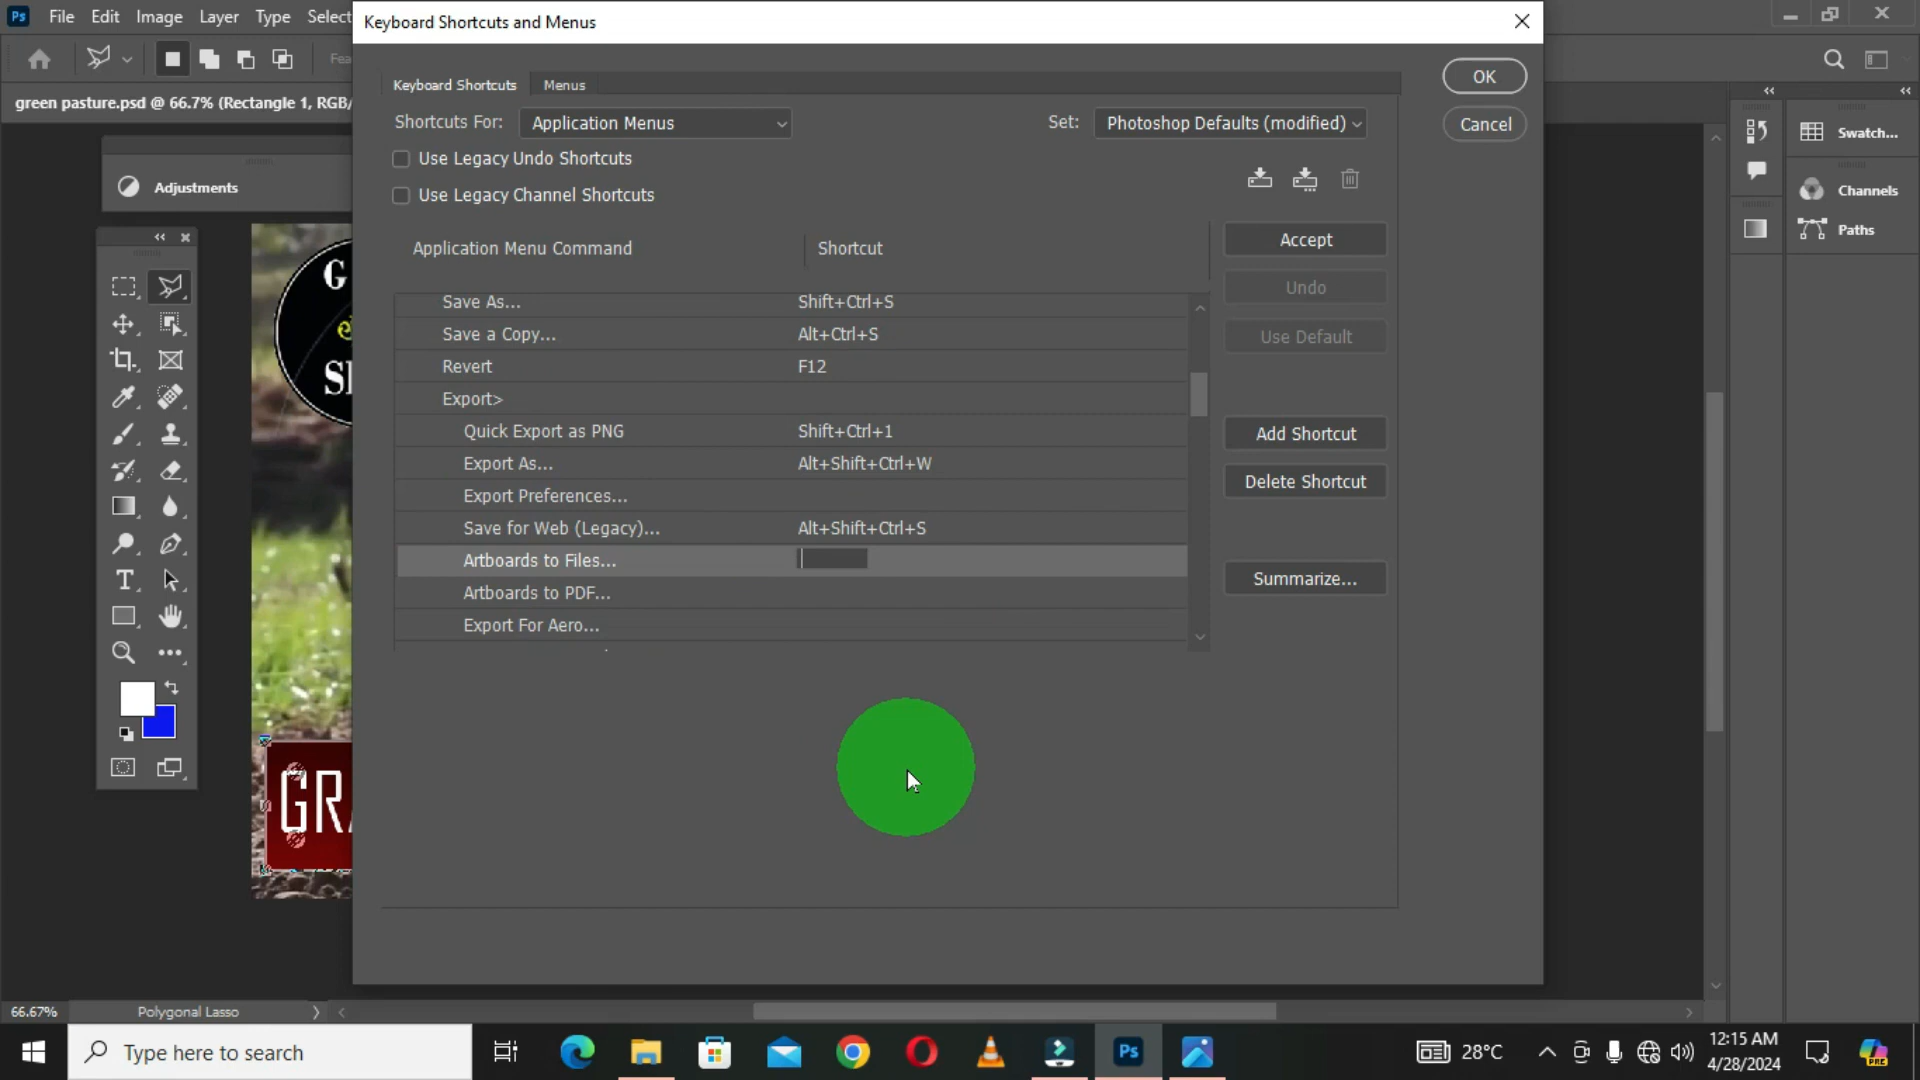 Ps File Edit Image Layer Type Select
Keyboard Shortcuts and Menus
green pasture.psd @ 66.7% (Rectangle 1, RGB/
Adjustments
Keyboard Shortcuts Menus
OK
Shortcuts For: Application Menus Set: Photoshop Defaults (modified)
Cancel
Use Legacy Undo Shortcuts
Use Legacy Channel Shortcuts
Application Menu Command Shortcut
Accept
Save As... Shift+Ctrl+S
Undo
Save a Copy... Alt+Ctrl+S
Use Default
Revert F12
Export>
Quick Export as PNG Shift+Ctrl+1
Add Shortcut
Export As... Alt+Shift+Ctrl+W
Delete Shortcut
Export Preferences...
Save for Web (Legacy)... Alt+Shift+Ctrl+S
Artboards to Files...
Summarize...
Artboards to PDF...
Export For Aero...
Swatch...
Channels
Paths
G
SH
GRA
66.67% Polygonal Lasso
Type here to search
Ps
28°C
12:15 AM
4/28/2024
PRE